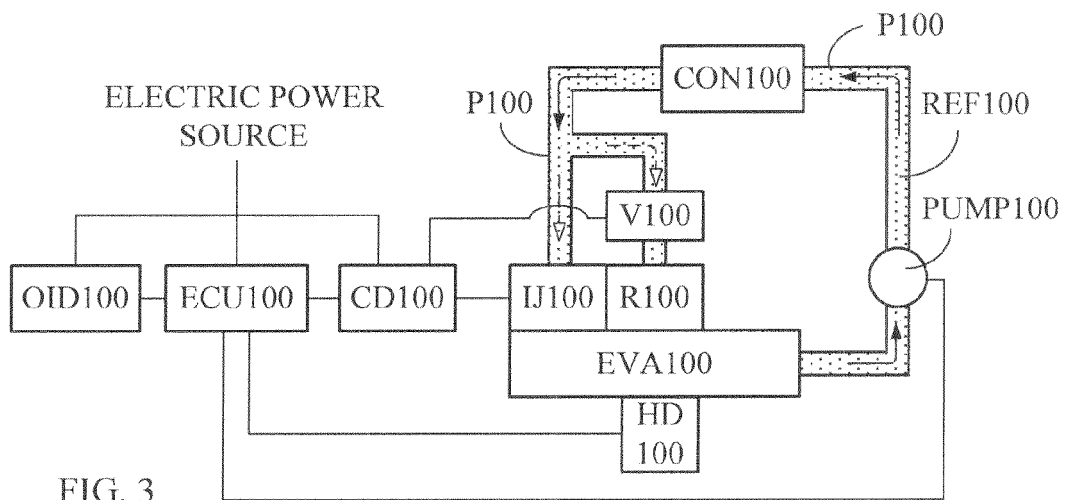 P100
CON100
ELECTRIC POWER
SOURCE
P100
REF100
V100
PUMP100
OID100
ECU100
CD100
IJ100
R100
EVA100
HD
100
FIG. 3